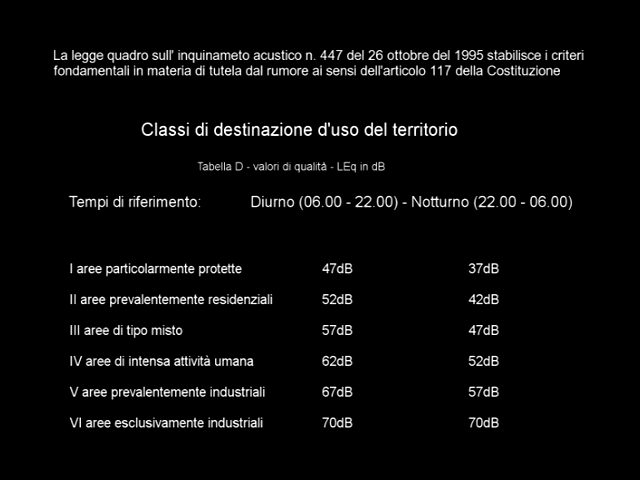 La legge quadro sull' inquinameto acustico n. 447 del 26 ottobre del 1995 stabilisce i criteri
fondamentali in materia di tutela dal rumore ai sensi dell'articolo 117 della Costituzione
Classi di destinazione d'uso del territorio
Tabella D - valori di qualità - LEq in dB
Tempi di riferimento: Diurno (06.00 - 22.00) - Notturno (22.00 - 06.00)
I aree particolarmente protette 47dB 37dB
II aree prevalentemente residenziali 52dB 42dB
III aree di tipo misto 57dB 47dB
IV aree di intensa attività umana 62dB 52dB
V aree prevalentemente industriali 67dB 57dB
VI aree esclusivamente industriali 70dB 70dB